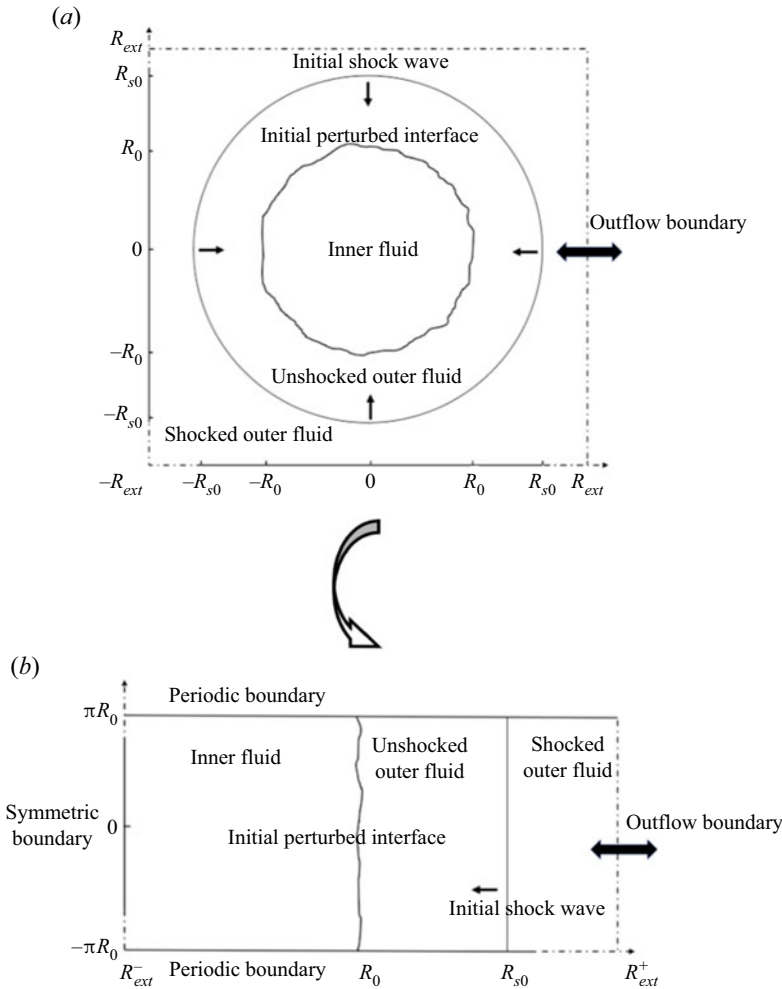 (a)
R_ext
Initial shock wave
R_s0
Initial perturbed interface
R_0
Outflow boundary
0
Inner fluid
−R_0
Unshocked outer fluid
−R_s0
Shocked outer fluid
−R_ext −R_s0 −R_0 0 R_0 R_s0 R_ext
(b)
Periodic boundary
πR_0
Inner fluid
Unshocked
outer fluid
Shocked
outer fluid
Symmetric
boundary
0
Initial perturbed interface
Outflow boundary
Initial shock wave
−πR_0
R_ext^− Periodic boundary R_0 R_s0 R_ext^+